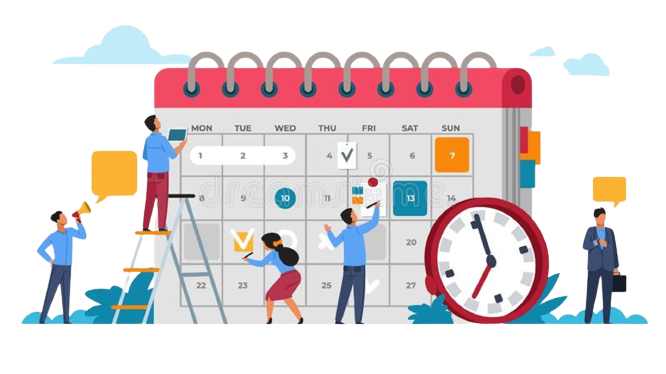 MON TUE WED THU FRI SAT SUN
1 2 3 4 5 6 7
8 9 10 11 13 14
20
22 23 25 27
dreamstime